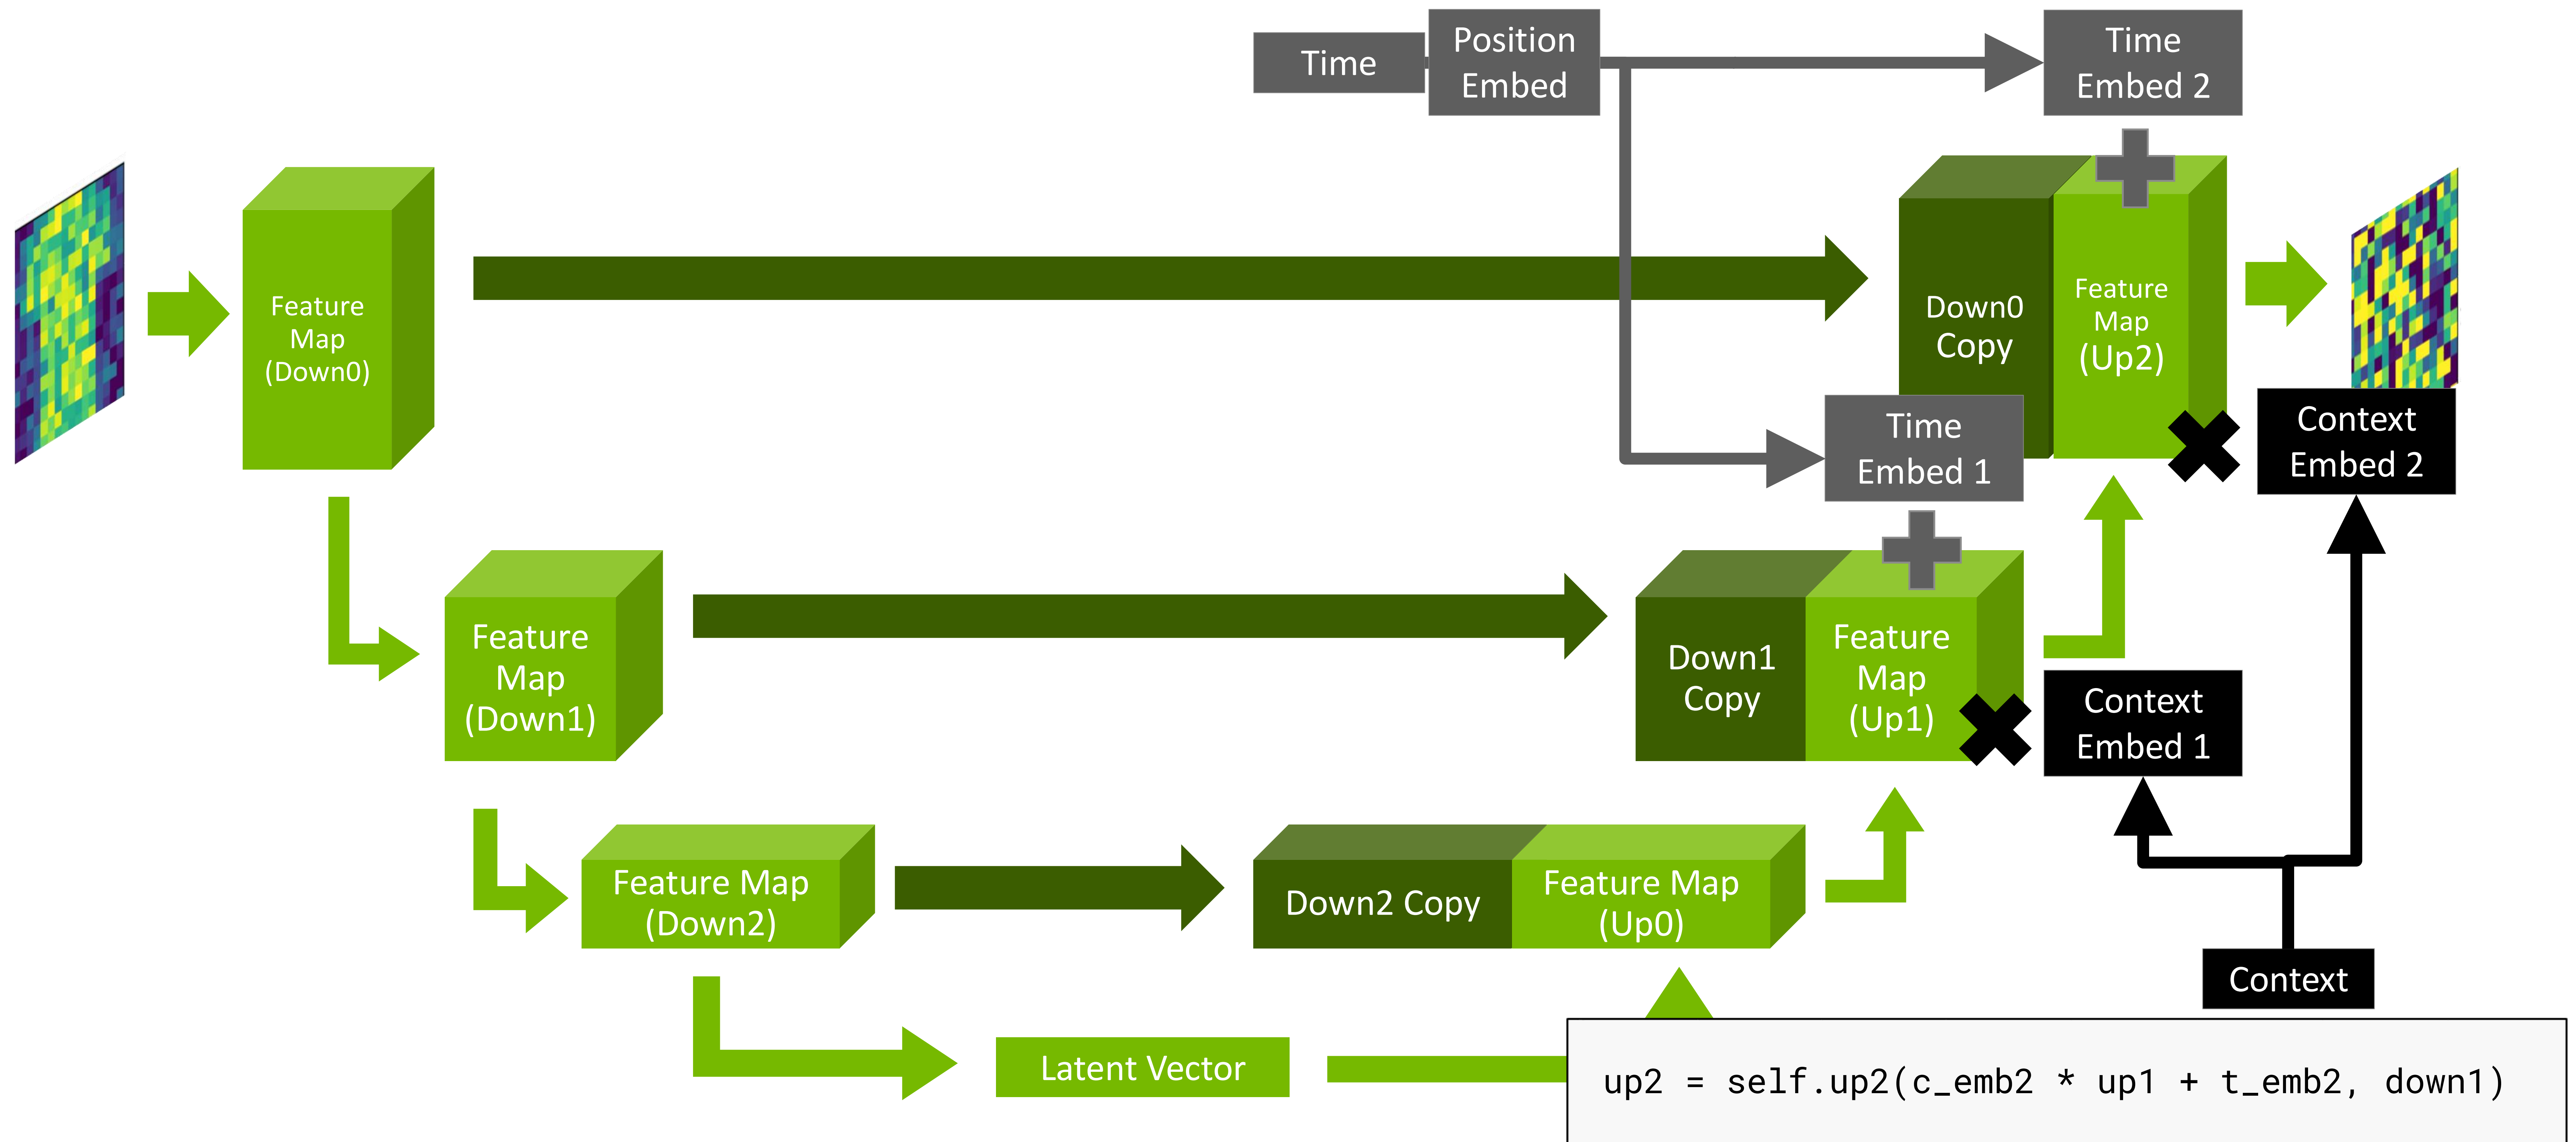 Time
Position
Embed
Time
Embed 2
Feature
Map
(Down0)
Down0
Copy
Feature
Map
(Up2)
Time
Embed 1
Context
Embed 2
Feature
Map
(Down1)
Down1
Copy
Feature
Map
(Up1)
Context
Embed 1
Feature Map
(Down2)
Down2 Copy
Feature Map
(Up0)
Context
Latent Vector
up2 = self.up2(c_emb2 * up1 + t_emb2, down1)